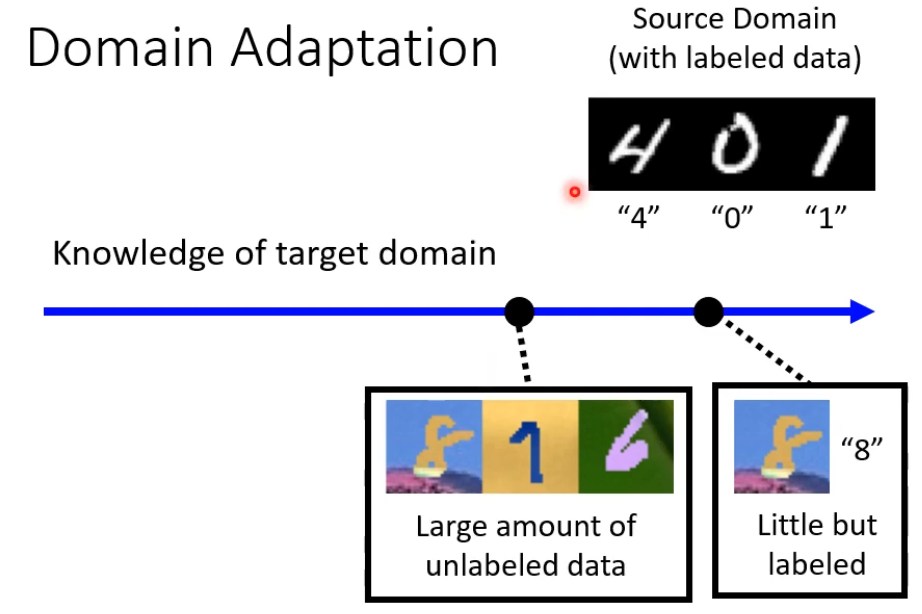 Domain Adaptation
Source Domain
(with labeled data)
4 0 1
“4” “0” “1”
Knowledge of target domain
8 1 6
Large amount of
unlabeled data
8 “8”
Little but
labeled